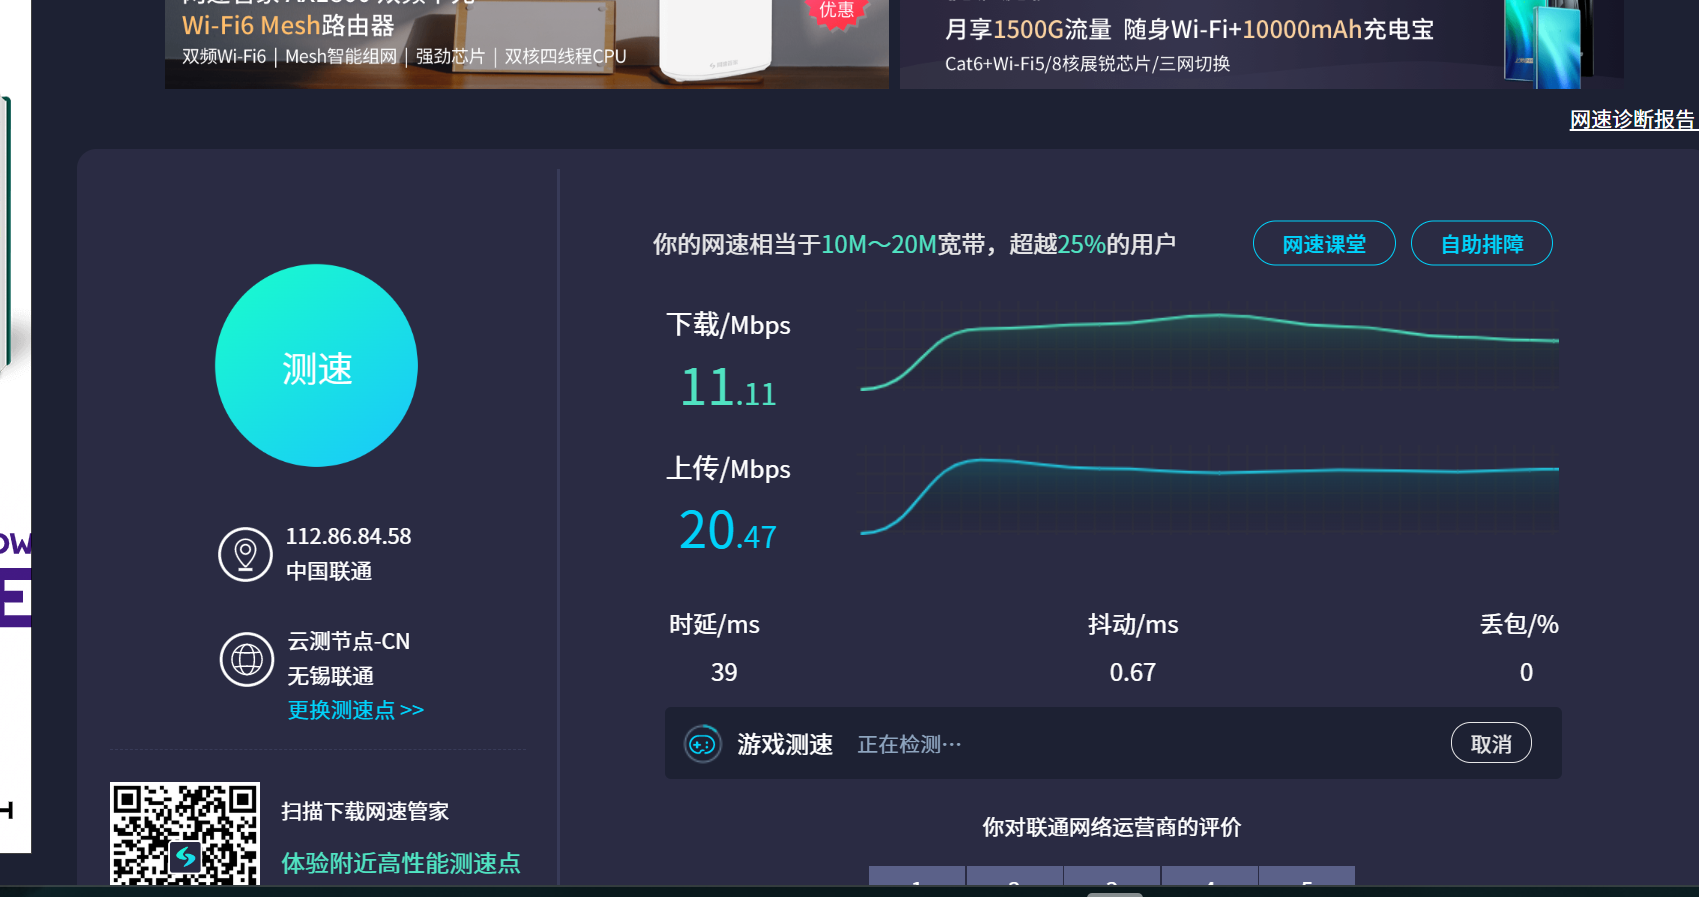 Wi-Fi6 Mesh路由器
双频Wi-Fi6 | Mesh智能组网 | 强劲芯片 | 双核四线程CPU
优惠
月享1500G流量 随身Wi-Fi+10000mAh充电宝
Cat6+Wi-Fi5/8核展锐芯片/三网切换
网速诊断报告
测速
112.86.84.58
中国联通
云测节点-CN
无锡联通
更换测速点 >>
扫描下载网速管家
体验附近高性能测速点
你的网速相当于10M～20M宽带，超越25%的用户
网速课堂
自助排障
下载/Mbps
11.11
上传/Mbps
20.47
时延/ms
39
抖动/ms
0.67
丢包/%
0
游戏测速
正在检测…
取消
你对联通网络运营商的评价